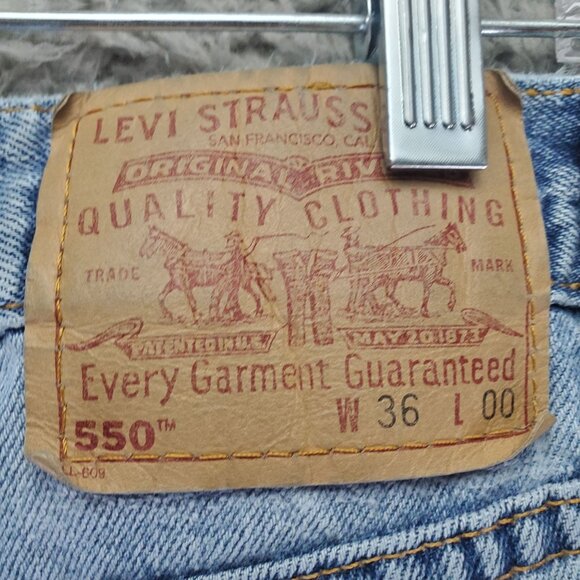 LEVI STRAUSS
SAN FRANCISCO, CAL
ORIGINAL RIV
QUALITY CLOTHING
TRADE MARK
PATENTED IN U.S. MAY 20 1873
Every Garment Guaranteed
550™ W 36 L 00